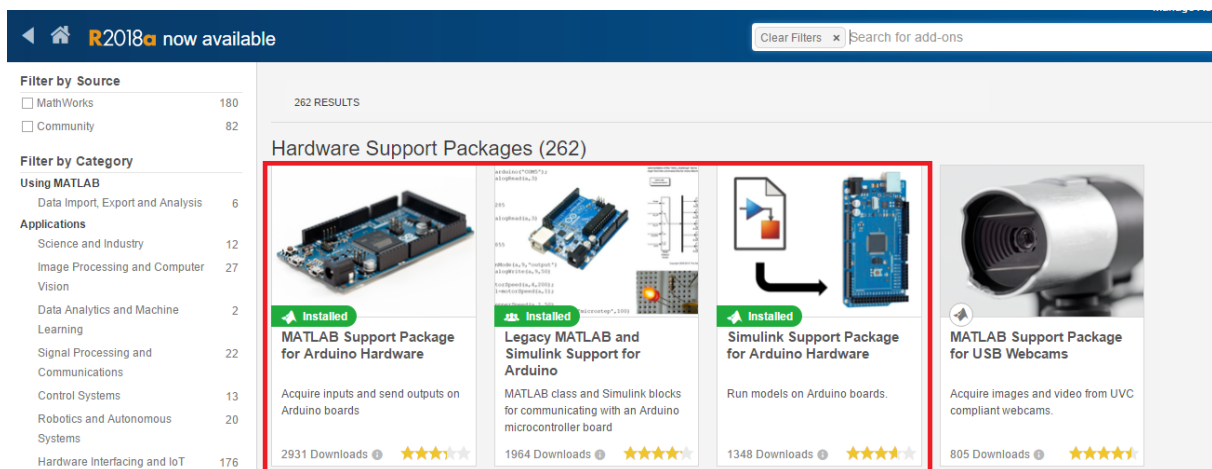 R2018a now available
Clear Filters × Search for add-ons
Filter by Source
MathWorks 180
Community 82
Filter by Category
Using MATLAB
Data Import, Export and Analysis 6
Applications
Science and Industry 12
Image Processing and Computer 27
Vision
Data Analytics and Machine 2
Learning
Signal Processing and 22
Communications
Control Systems 13
Robotics and Autonomous 20
Systems
Hardware Interfacing and IoT 176
262 RESULTS
Hardware Support Packages (262)
Installed
MATLAB Support Package
for Arduino Hardware
Acquire inputs and send outputs on
Arduino boards
2931 Downloads
Installed
Legacy MATLAB and
Simulink Support for
Arduino
MATLAB class and Simulink blocks
for communicating with an Arduino
microcontroller board
1964 Downloads
Installed
Simulink Support Package
for Arduino Hardware
Run models on Arduino boards.
1348 Downloads
MATLAB Support Package
for USB Webcams
Acquire images and video from UVC
compliant webcams.
805 Downloads